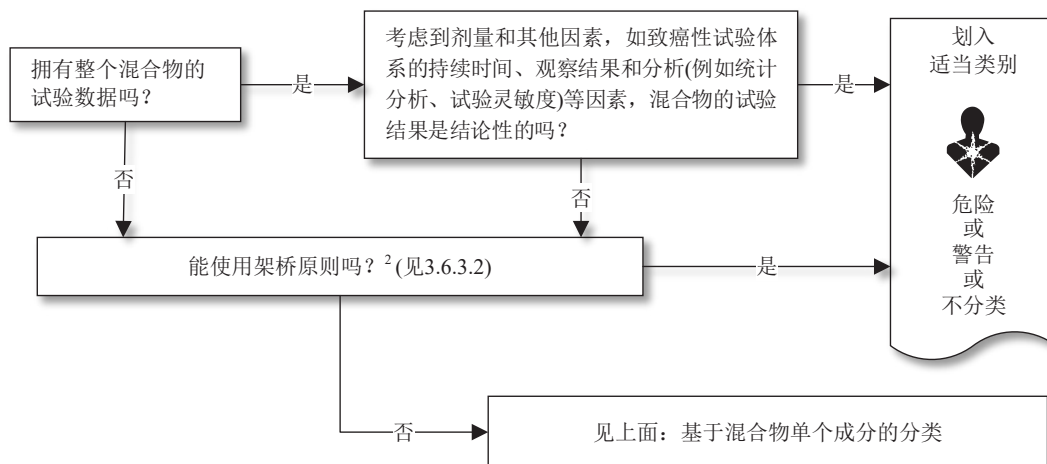 拥有整个混合物的
试验数据吗？
是
考虑到剂量和其他因素，如致癌性试验体
系的持续时间、观察结果和分析(例如统计
分析、试验灵敏度)等因素，混合物的试验
结果是结论性的吗？
是
划入
适当类别
危险
或
警告
或
不分类
否
否
能使用架桥原则吗？² (见3.6.3.2)
是
否
见上面：基于混合物单个成分的分类